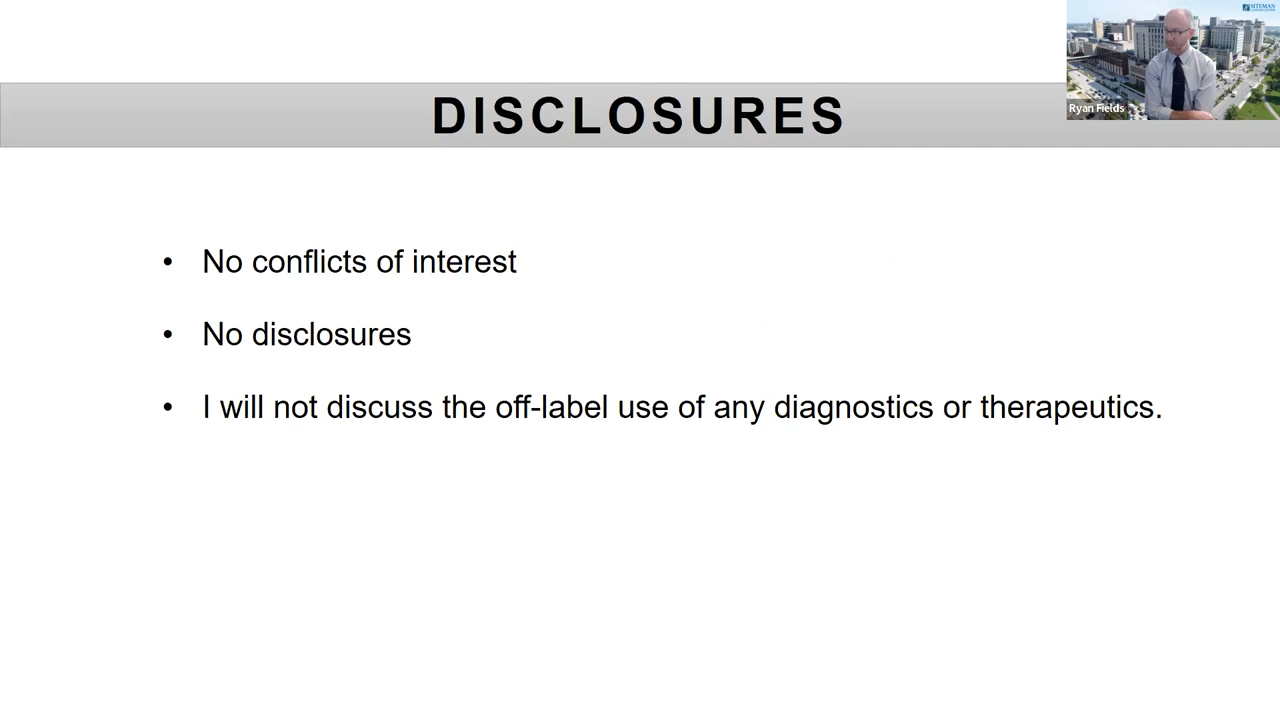 SITEMAN
Ryan Fields
DISCLOSURES
• No conflicts of interest
• No disclosures
• I will not discuss the off-label use of any diagnostics or therapeutics.